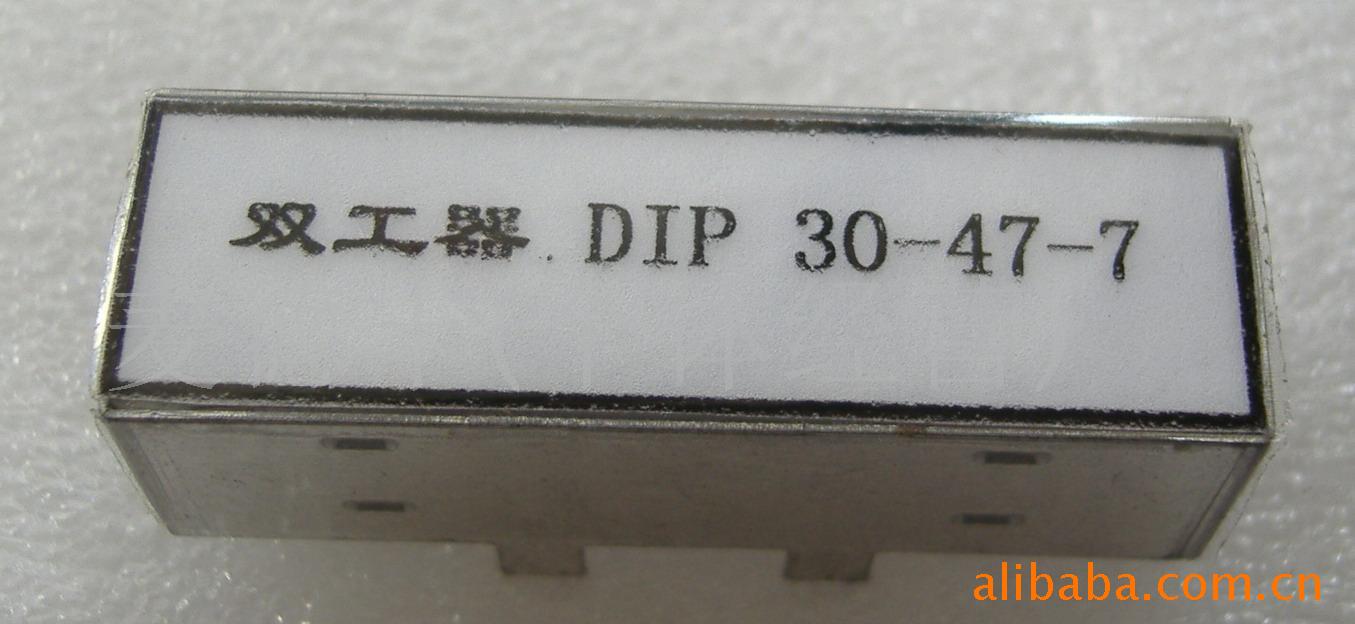 双工器 DIP 30-47-7
alibaba.com.cn